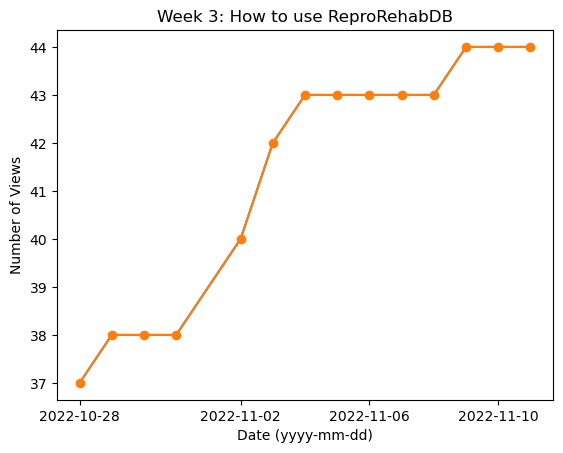 Week 3: How to use ReproRehabDB
44
43
42
41
40
39
38
37
Number of Views
2022-10-28 2022-11-02 2022-11-06 2022-11-10
Date (yyyy-mm-dd)